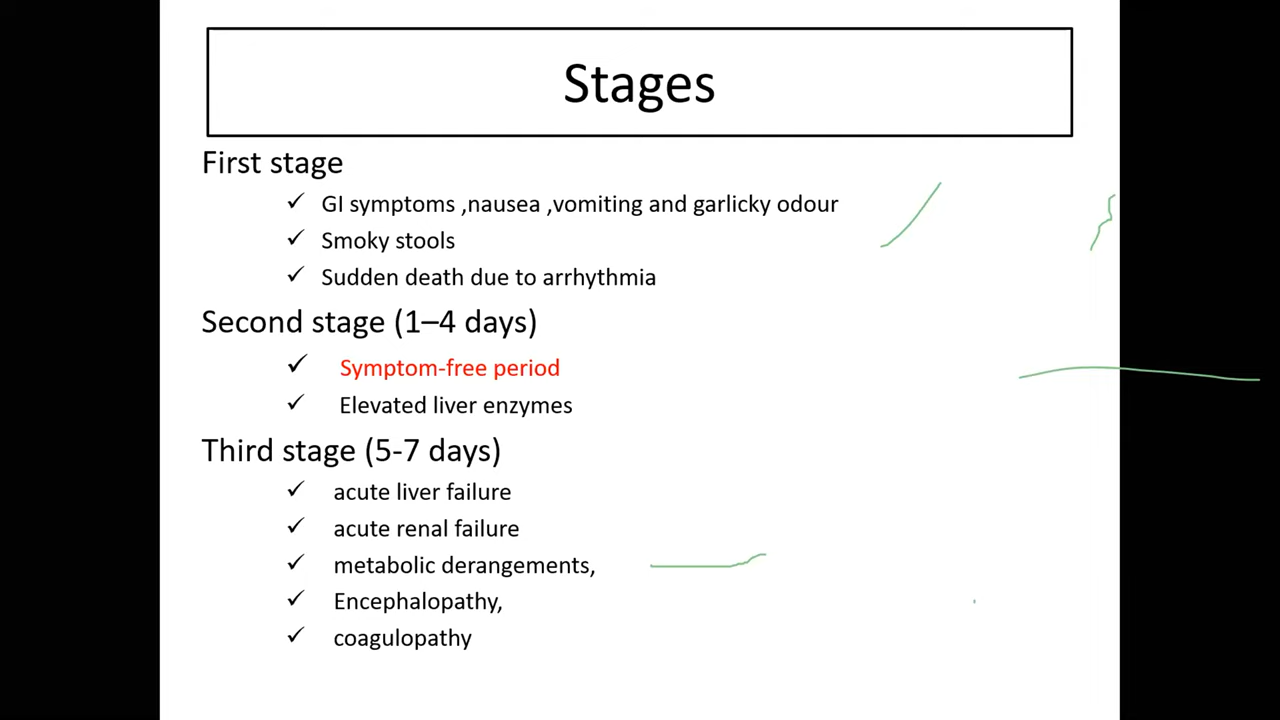 Stages
First stage
✓ GI symptoms ,nausea ,vomiting and garlicky odour
✓ Smoky stools
✓ Sudden death due to arrhythmia
Second stage (1–4 days)
✓ Symptom-free period
✓ Elevated liver enzymes
Third stage (5-7 days)
✓ acute liver failure
✓ acute renal failure
✓ metabolic derangements,
✓ Encephalopathy,
✓ coagulopathy